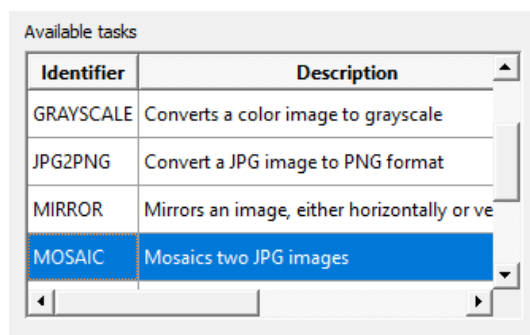 Available tasks
Identifier Description
GRAYSCALE Converts a color image to grayscale
JPG2PNG Convert a JPG image to PNG format
MIRROR Mirrors an image, either horizontally or ve
MOSAIC Mosaics two JPG images